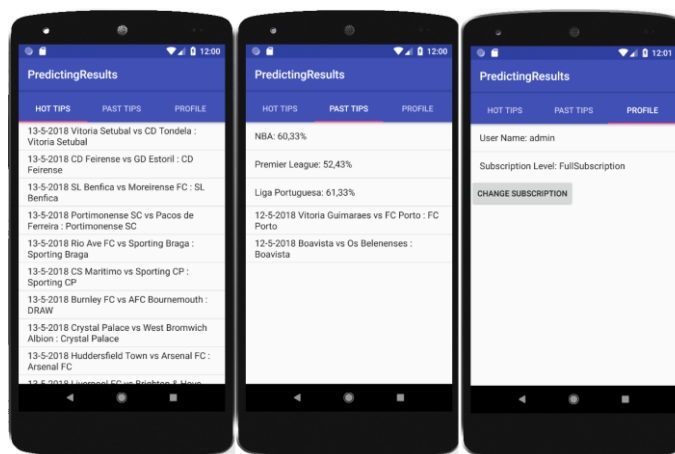 12:00
PredictingResults
HOT TIPS PAST TIPS PROFILE
13-5-2018 Vitoria Setubal vs CD Tondela :
Vitoria Setubal
13-5-2018 CD Feirense vs GD Estoril : CD
Feirense
13-5-2018 SL Benfica vs Moreirense FC : SL
Benfica
13-5-2018 Portimonense SC vs Pacos de
Ferreira : Portimonense SC
13-5-2018 Rio Ave FC vs Sporting Braga :
Sporting Braga
13-5-2018 CS Maritimo vs Sporting CP :
Sporting CP
13-5-2018 Burnley FC vs AFC Bournemouth :
DRAW
13-5-2018 Crystal Palace vs West Bromwich
Albion : Crystal Palace
13-5-2018 Huddersfield Town vs Arsenal FC :
Arsenal FC
13-5-2018 Liverpool FC vs Brighton & Hove
12:00
PredictingResults
HOT TIPS PAST TIPS PROFILE
NBA: 60,33%
Premier League: 52,43%
Liga Portuguesa: 61,33%
12-5-2018 Vitoria Guimaraes vs FC Porto : FC
Porto
12-5-2018 Boavista vs Os Belenenses :
Boavista
12:01
PredictingResults
HOT TIPS PAST TIPS PROFILE
User Name: admin
Subscription Level: FullSubscription
CHANGE SUBSCRIPTION